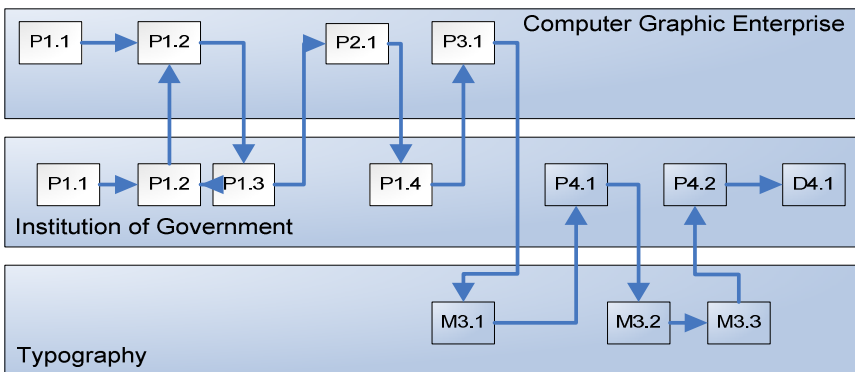 Computer Graphic Enterprise
P1.1 P1.2 P2.1 P3.1
P1.1 P1.2 P1.3 P1.4 P4.1 P4.2 D4.1
Institution of Government
M3.1 M3.2 M3.3
Typography